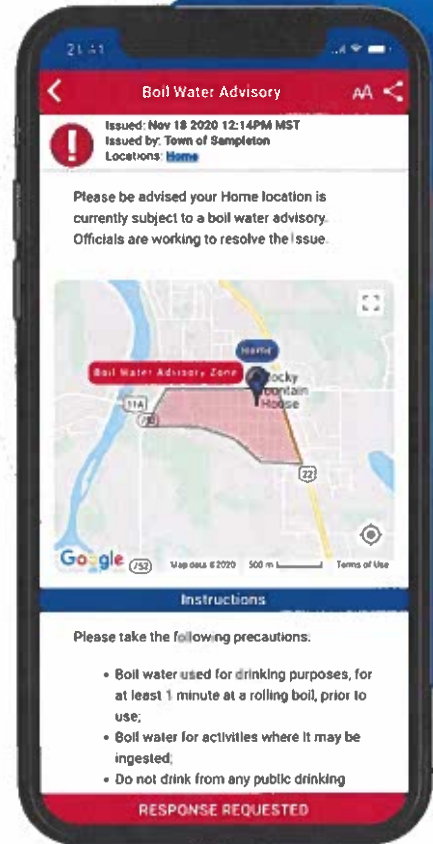 21:41
Boil Water Advisory
AA
Issued: Nov 18 2020 12:14PM MST
Issued by: Town of Sampleton
Locations: Home
Please be advised your Home location is
currently subject to a boil water advisory.
Officials are working to resolve the issue.
Home
Boil Water Advisory Zone
Rocky
Mountain
House
11A
752
22
Google
752
Map data ©2020
500 m
Terms of Use
Instructions
Please take the following precautions:
• Boil water used for drinking purposes, for
at least 1 minute at a rolling boil, prior to
use;
• Boil water for activities where it may be
ingested;
• Do not drink from any public drinking
RESPONSE REQUESTED